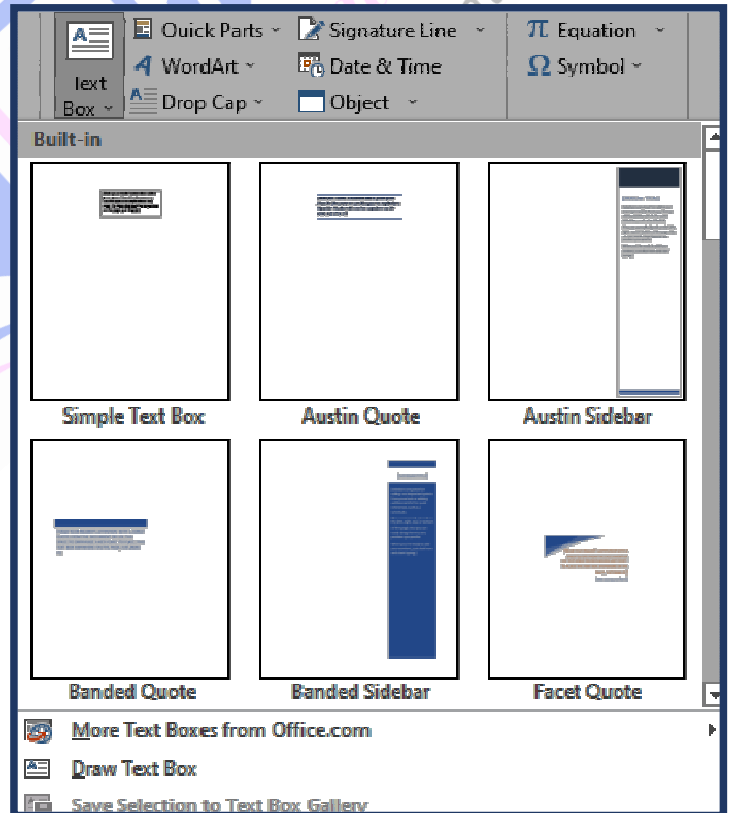 Quick Parts
Signature Line
π Equation
WordArt
Date & Time
Ω Symbol
Text
Box
Drop Cap
Object
Built-in
Simple Text Box
Austin Quote
Austin Sidebar
Banded Quote
Banded Sidebar
Facet Quote
More Text Boxes from Office.com
Draw Text Box
Save Selection to Text Box Gallery